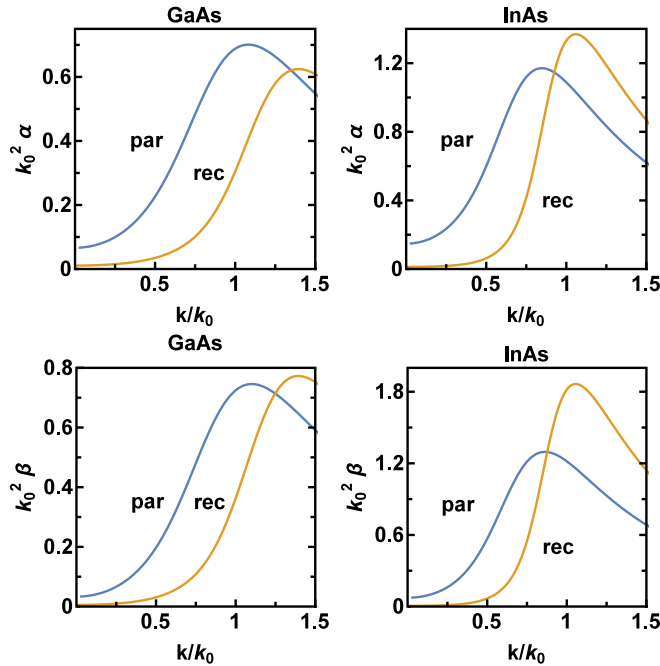 GaAs
0.6
0.4
0.2
0
k₀² α
par
rec
0.5 1 1.5
k/k₀
InAs
1.2
0.8
0.4
0
k₀² α
par
rec
0.5 1 1.5
k/k₀
GaAs
0.8
0.6
0.4
0.2
0
k₀² β
par rec
0.5 1 1.5
k/k₀
InAs
1.8
1.2
0.6
0
k₀² β
par
rec
0.5 1 1.5
k/k₀